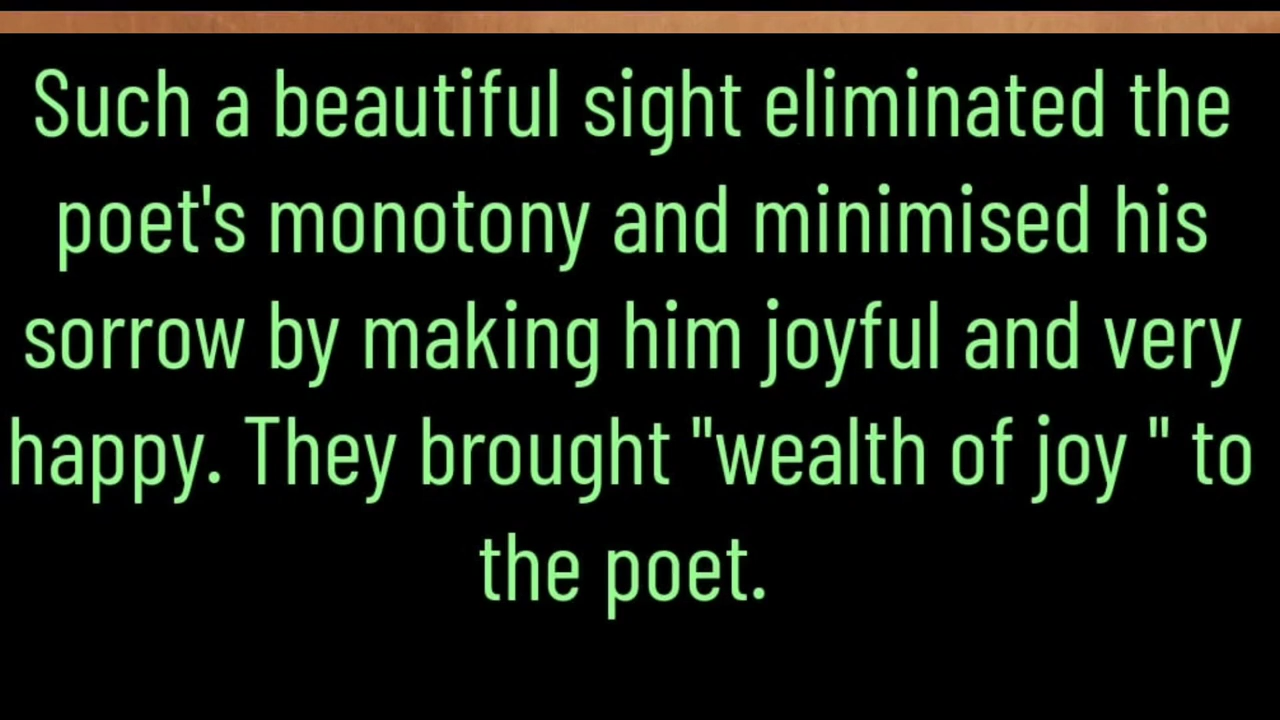 Such a beautiful sight eliminated the
poet's monotony and minimised his
sorrow by making him joyful and very
happy. They brought "wealth of joy " to
the poet.